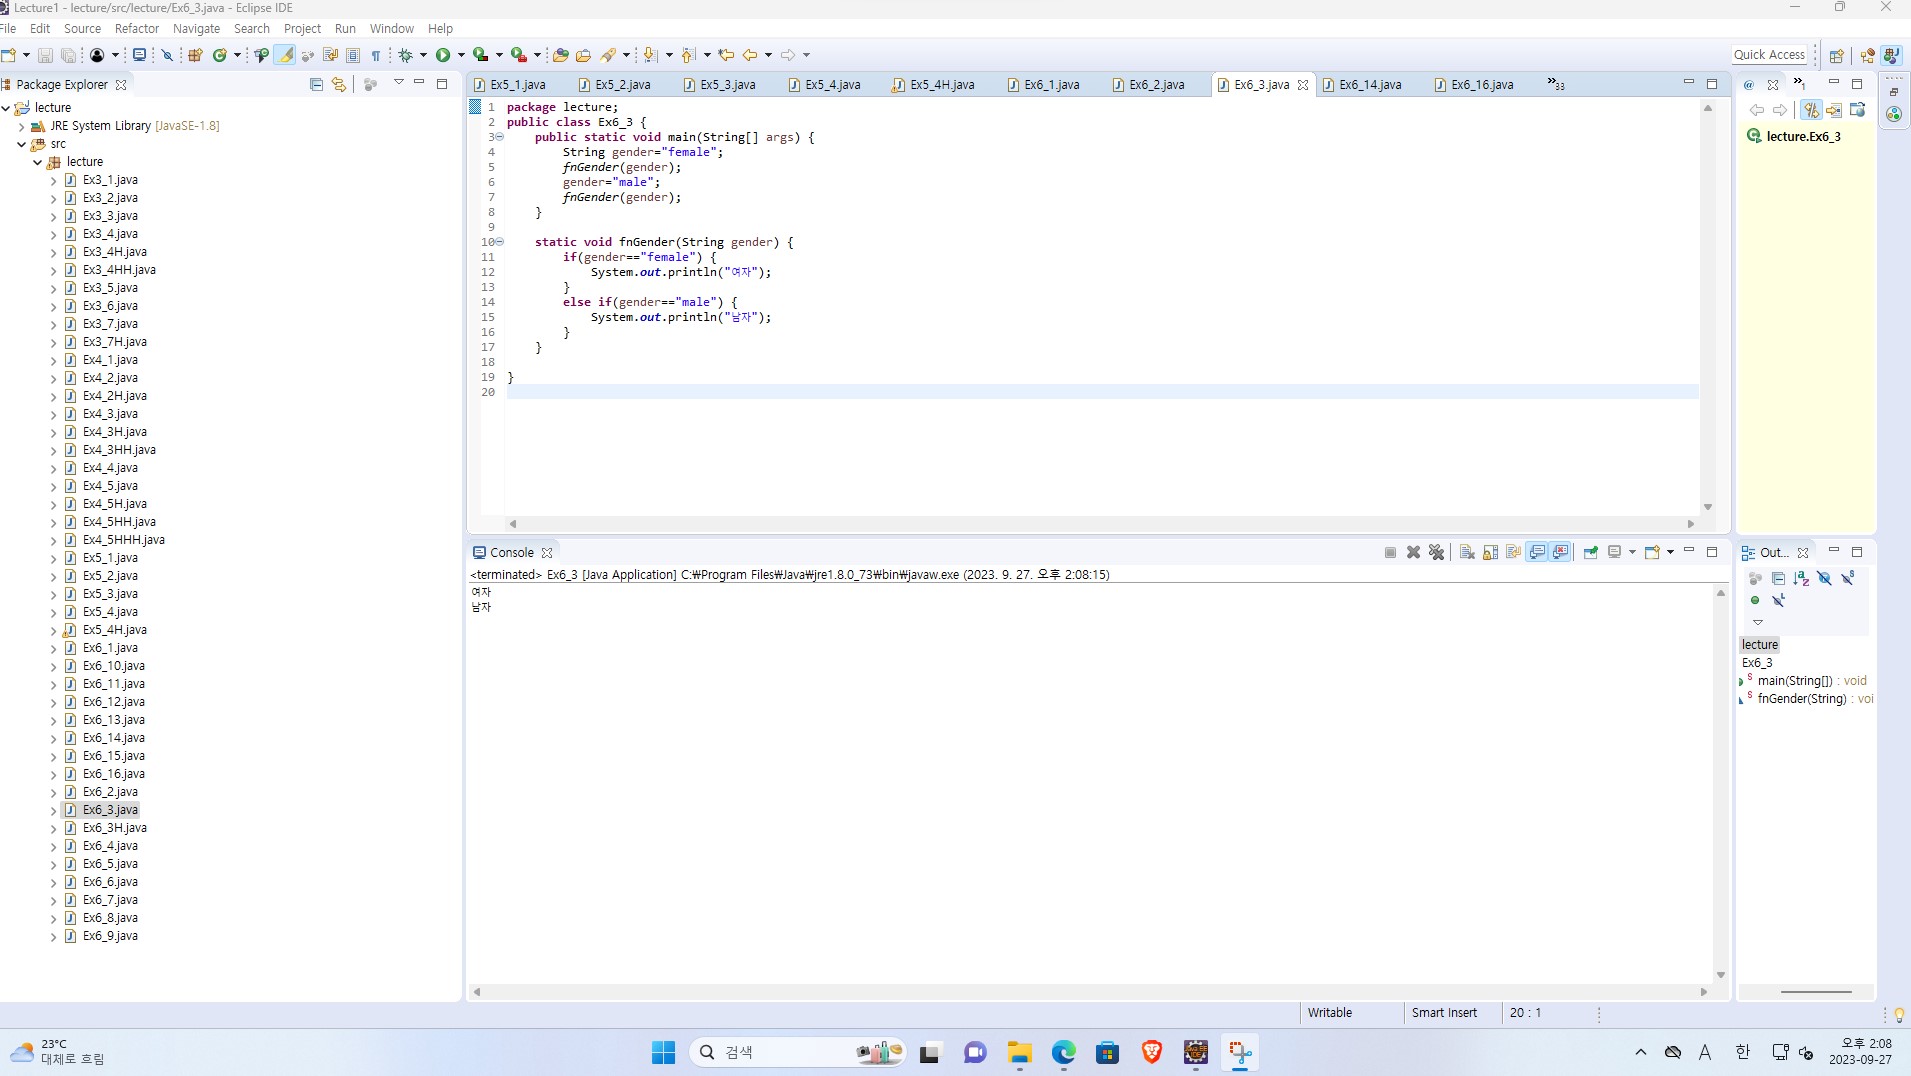 Lecture1 - lecture/src/lecture/Ex6_3.java - Eclipse IDE
File Edit Source Refactor Navigate Search Project Run Window Help
Quick Access
Package Explorer
lecture
JRE System Library [JavaSE-1.8]
src
lecture
Ex3_1.java
Ex3_2.java
Ex3_3.java
Ex3_4.java
Ex3_4H.java
Ex3_4HH.java
Ex3_5.java
Ex3_6.java
Ex3_7.java
Ex3_7H.java
Ex4_1.java
Ex4_2.java
Ex4_2H.java
Ex4_3.java
Ex4_3H.java
Ex4_3HH.java
Ex4_4.java
Ex4_5.java
Ex4_5H.java
Ex4_5HH.java
Ex4_5HHH.java
Ex5_1.java
Ex5_2.java
Ex5_3.java
Ex5_4.java
Ex5_4H.java
Ex6_1.java
Ex6_10.java
Ex6_11.java
Ex6_12.java
Ex6_13.java
Ex6_14.java
Ex6_15.java
Ex6_16.java
Ex6_2.java
Ex6_3.java
Ex6_3H.java
Ex6_4.java
Ex6_5.java
Ex6_6.java
Ex6_7.java
Ex6_8.java
Ex6_9.java
Ex5_1.java Ex5_2.java Ex5_3.java Ex5_4.java Ex5_4H.java Ex6_1.java Ex6_2.java Ex6_3.java Ex6_14.java Ex6_16.java »33
1 package lecture;
2 public class Ex6_3 {
3 public static void main(String[] args) {
4 String gender="female";
5 fnGender(gender);
6 gender="male";
7 fnGender(gender);
8 }
9
10 static void fnGender(String gender) {
11 if(gender=="female") {
12 System.out.println("여자");
13 }
14 else if(gender=="male") {
15 System.out.println("남자");
16 }
17 }
18
19 }
20
@ »1
lecture.Ex6_3
Console
<terminated> Ex6_3 [Java Application] C:₩Program Files₩Java₩jre1.8.0_73₩bin₩javaw.exe (2023. 9. 27. 오후 2:08:15)
여자
남자
Out...
lecture
Ex6_3
main(String[]) : void
fnGender(String) : voi
Writable Smart Insert 20 : 1
23°C
대체로 흐림
검색
A 한
오후 2:08
2023-09-27